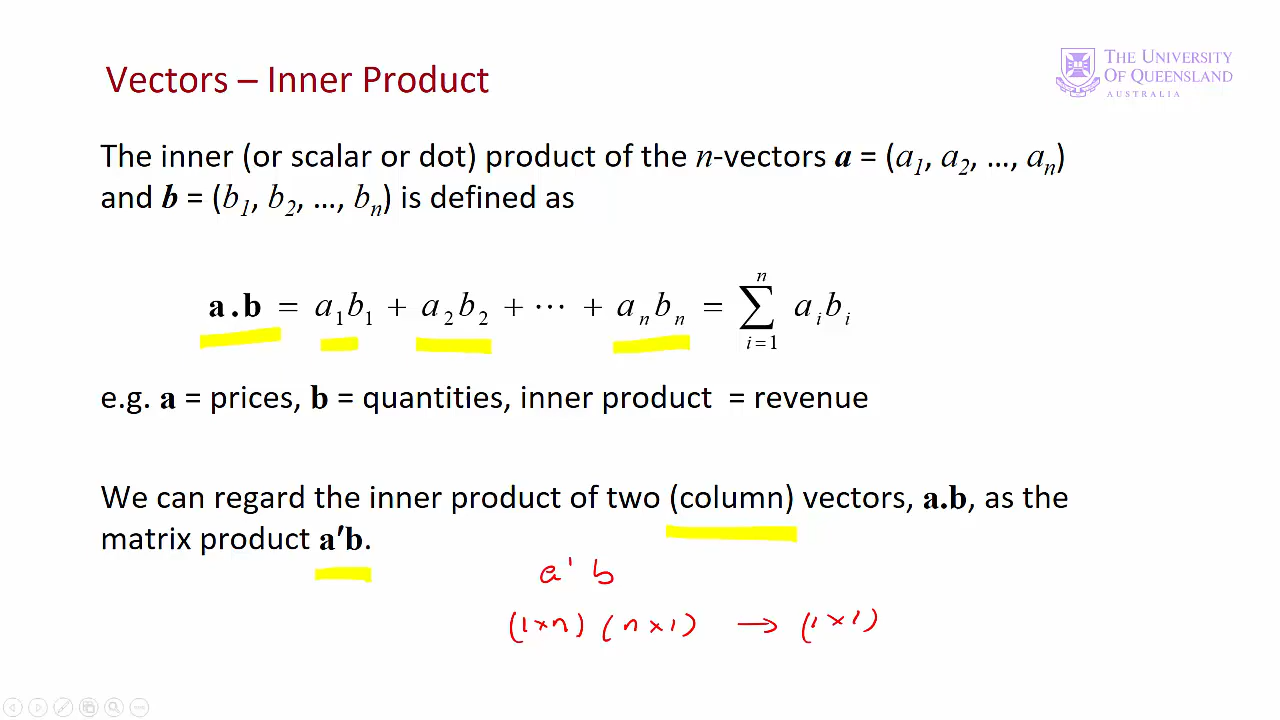 Vectors – Inner Product
THE UNIVERSITY
OF QUEENSLAND
AUSTRALIA
The inner (or scalar or dot) product of the n-vectors a = (a₁, a₂, …, aₙ)
and b = (b₁, b₂, …, bₙ) is defined as
a.b = a₁b₁ + a₂b₂ + ⋯ + aₙbₙ = ∑ⁿᵢ₌₁ aᵢbᵢ
e.g. a = prices, b = quantities, inner product = revenue
We can regard the inner product of two (column) vectors, a.b, as the
matrix product a′b.
a' b
(1×n) (n×1) → (1×1)